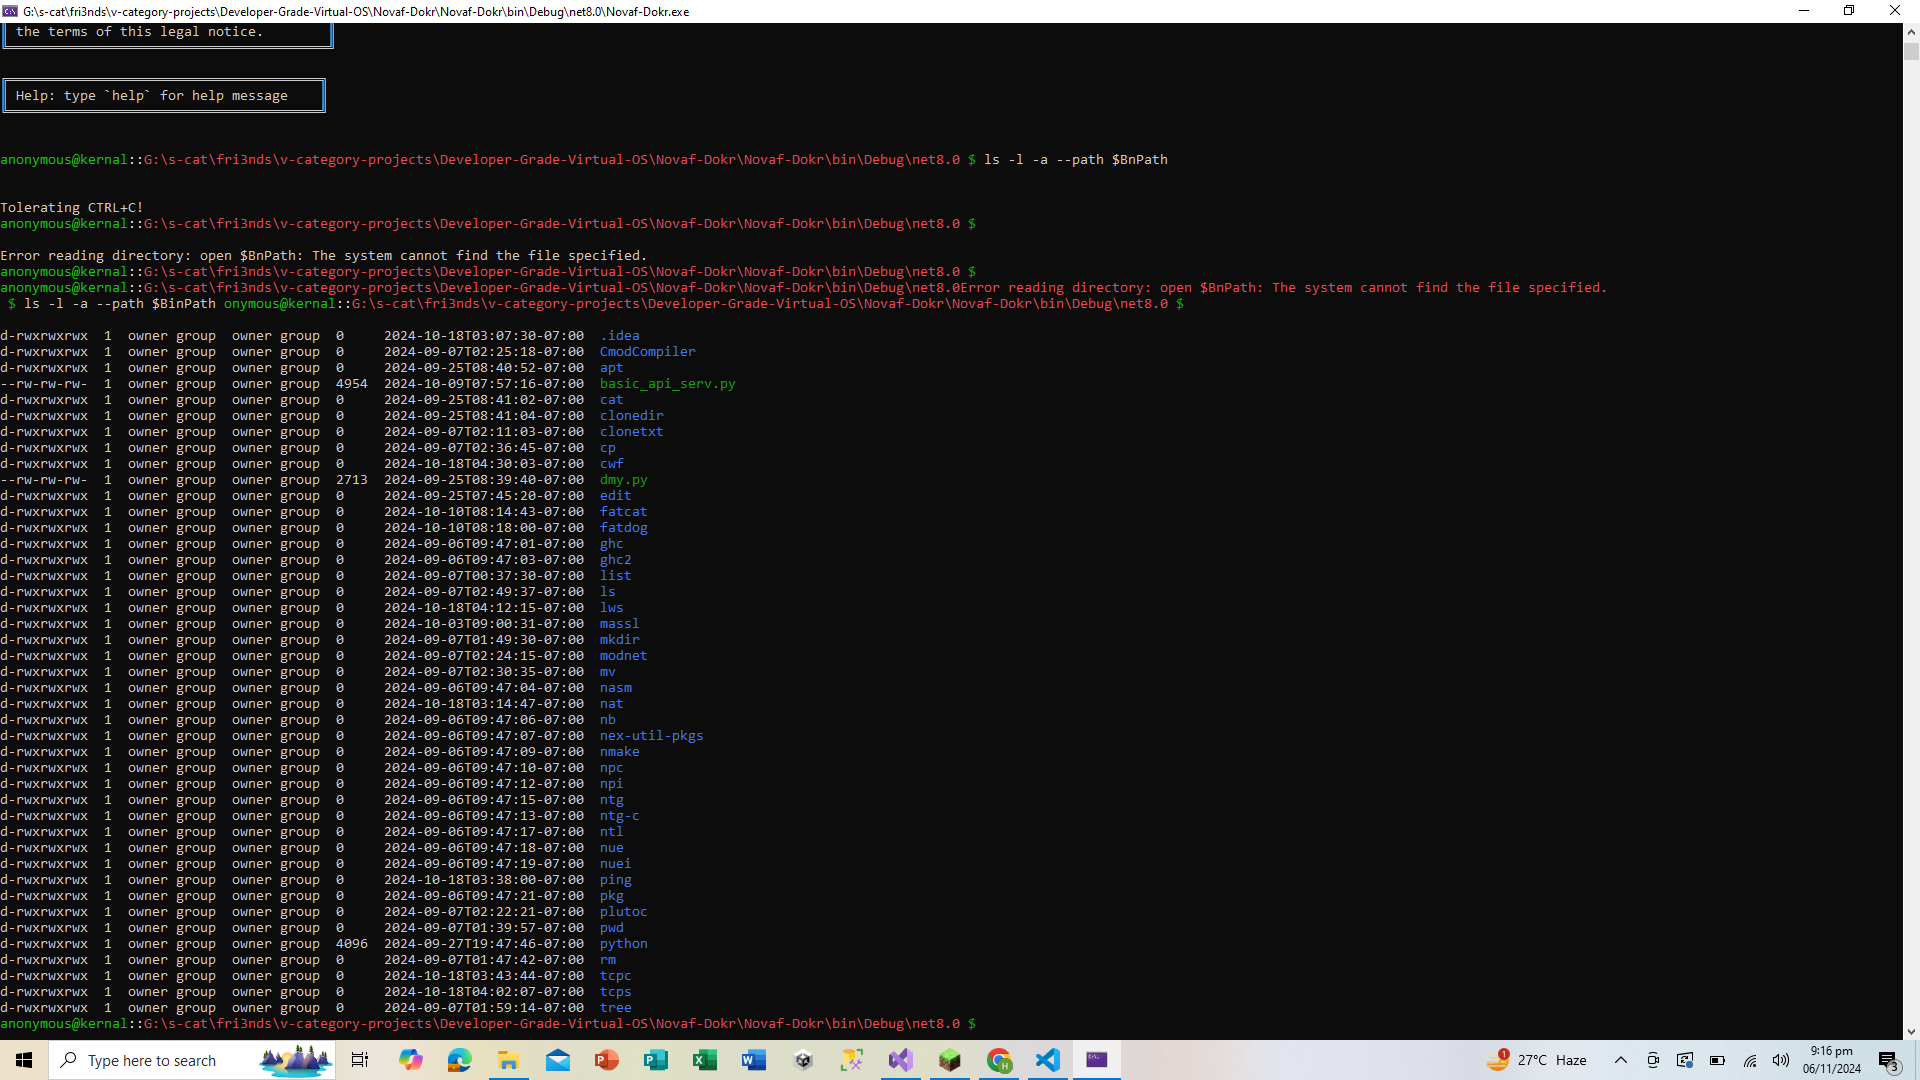 G:\s-cat\fri3nds\v-category-projects\Developer-Grade-Virtual-OS\Novaf-Dokr\Novaf-Dokr\bin\Debug\net8.0\Novaf-Dokr.exe
the terms of this legal notice.
Help: type `help` for help message
anonymous@kernal::G:\s-cat\fri3nds\v-category-projects\Developer-Grade-Virtual-OS\Novaf-Dokr\Novaf-Dokr\bin\Debug\net8.0 $ ls -l -a --path $BnPath
Tolerating CTRL+C!
anonymous@kernal::G:\s-cat\fri3nds\v-category-projects\Developer-Grade-Virtual-OS\Novaf-Dokr\Novaf-Dokr\bin\Debug\net8.0 $
Error reading directory: open $BnPath: The system cannot find the file specified.
anonymous@kernal::G:\s-cat\fri3nds\v-category-projects\Developer-Grade-Virtual-OS\Novaf-Dokr\Novaf-Dokr\bin\Debug\net8.0 $
anonymous@kernal::G:\s-cat\fri3nds\v-category-projects\Developer-Grade-Virtual-OS\Novaf-Dokr\Novaf-Dokr\bin\Debug\net8.0Error reading directory: open $BnPath: The system cannot find the file specified.
$ ls -l -a --path $BinPath onymous@kernal::G:\s-cat\fri3nds\v-category-projects\Developer-Grade-Virtual-OS\Novaf-Dokr\Novaf-Dokr\bin\Debug\net8.0 $
d-rwxrwxrwx 1 owner group owner group 0 2024-10-18T03:07:30-07:00 .idea
d-rwxrwxrwx 1 owner group owner group 0 2024-09-07T02:25:18-07:00 CmodCompiler
d-rwxrwxrwx 1 owner group owner group 0 2024-09-25T08:40:52-07:00 apt
--rw-rw-rw- 1 owner group owner group 4954 2024-10-09T07:57:16-07:00 basic_api_serv.py
d-rwxrwxrwx 1 owner group owner group 0 2024-09-25T08:41:02-07:00 cat
d-rwxrwxrwx 1 owner group owner group 0 2024-09-25T08:41:04-07:00 clonedir
d-rwxrwxrwx 1 owner group owner group 0 2024-09-07T02:11:03-07:00 clonetxt
d-rwxrwxrwx 1 owner group owner group 0 2024-09-07T02:36:45-07:00 cp
d-rwxrwxrwx 1 owner group owner group 0 2024-10-18T04:30:03-07:00 cwf
--rw-rw-rw- 1 owner group owner group 2713 2024-09-25T08:39:40-07:00 dmy.py
d-rwxrwxrwx 1 owner group owner group 0 2024-09-25T07:45:20-07:00 edit
d-rwxrwxrwx 1 owner group owner group 0 2024-10-10T08:14:43-07:00 fatcat
d-rwxrwxrwx 1 owner group owner group 0 2024-10-10T08:18:00-07:00 fatdog
d-rwxrwxrwx 1 owner group owner group 0 2024-09-06T09:47:01-07:00 ghc
d-rwxrwxrwx 1 owner group owner group 0 2024-09-06T09:47:03-07:00 ghc2
d-rwxrwxrwx 1 owner group owner group 0 2024-09-07T00:37:30-07:00 list
d-rwxrwxrwx 1 owner group owner group 0 2024-09-07T02:49:37-07:00 ls
d-rwxrwxrwx 1 owner group owner group 0 2024-10-18T04:12:15-07:00 lws
d-rwxrwxrwx 1 owner group owner group 0 2024-10-03T09:00:31-07:00 massl
d-rwxrwxrwx 1 owner group owner group 0 2024-09-07T01:49:30-07:00 mkdir
d-rwxrwxrwx 1 owner group owner group 0 2024-09-07T02:24:15-07:00 modnet
d-rwxrwxrwx 1 owner group owner group 0 2024-09-07T02:30:35-07:00 mv
d-rwxrwxrwx 1 owner group owner group 0 2024-09-06T09:47:04-07:00 nasm
d-rwxrwxrwx 1 owner group owner group 0 2024-10-18T03:14:47-07:00 nat
d-rwxrwxrwx 1 owner group owner group 0 2024-09-06T09:47:06-07:00 nb
d-rwxrwxrwx 1 owner group owner group 0 2024-09-06T09:47:07-07:00 nex-util-pkgs
d-rwxrwxrwx 1 owner group owner group 0 2024-09-06T09:47:09-07:00 nmake
d-rwxrwxrwx 1 owner group owner group 0 2024-09-06T09:47:10-07:00 npc
d-rwxrwxrwx 1 owner group owner group 0 2024-09-06T09:47:12-07:00 npi
d-rwxrwxrwx 1 owner group owner group 0 2024-09-06T09:47:15-07:00 ntg
d-rwxrwxrwx 1 owner group owner group 0 2024-09-06T09:47:13-07:00 ntg-c
d-rwxrwxrwx 1 owner group owner group 0 2024-09-06T09:47:17-07:00 ntl
d-rwxrwxrwx 1 owner group owner group 0 2024-09-06T09:47:18-07:00 nue
d-rwxrwxrwx 1 owner group owner group 0 2024-09-06T09:47:19-07:00 nuei
d-rwxrwxrwx 1 owner group owner group 0 2024-10-18T03:38:00-07:00 ping
d-rwxrwxrwx 1 owner group owner group 0 2024-09-06T09:47:21-07:00 pkg
d-rwxrwxrwx 1 owner group owner group 0 2024-09-07T02:22:21-07:00 plutoc
d-rwxrwxrwx 1 owner group owner group 0 2024-09-07T01:39:57-07:00 pwd
d-rwxrwxrwx 1 owner group owner group 4096 2024-09-27T19:47:46-07:00 python
d-rwxrwxrwx 1 owner group owner group 0 2024-09-07T01:47:42-07:00 rm
d-rwxrwxrwx 1 owner group owner group 0 2024-10-18T03:43:44-07:00 tcpc
d-rwxrwxrwx 1 owner group owner group 0 2024-10-18T04:02:07-07:00 tcps
d-rwxrwxrwx 1 owner group owner group 0 2024-09-07T01:59:14-07:00 tree
anonymous@kernal::G:\s-cat\fri3nds\v-category-projects\Developer-Grade-Virtual-OS\Novaf-Dokr\Novaf-Dokr\bin\Debug\net8.0 $
Type here to search
1
27°C Haze
9:16 pm
06/11/2024
3